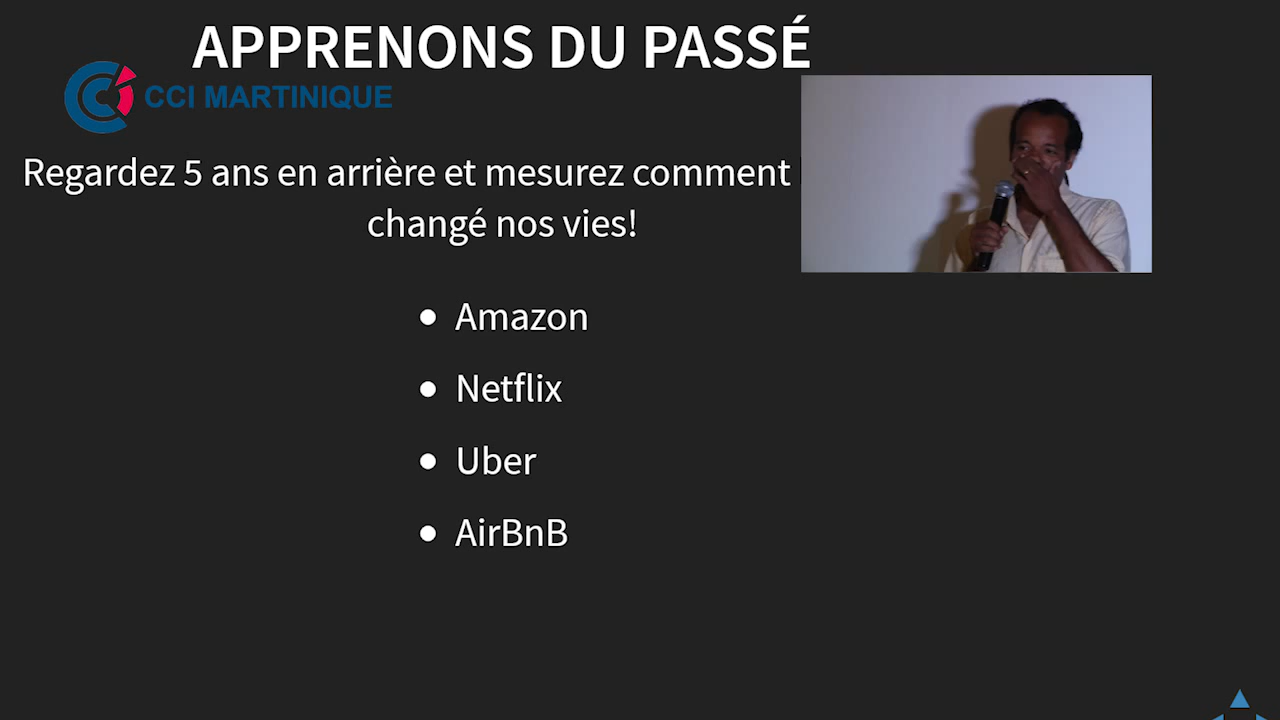 APPRENONS DU PASSÉ
CCI MARTINIQUE
Regardez 5 ans en arrière et mesurez comment
changé nos vies!
Amazon
Netflix
Uber
AirBnB